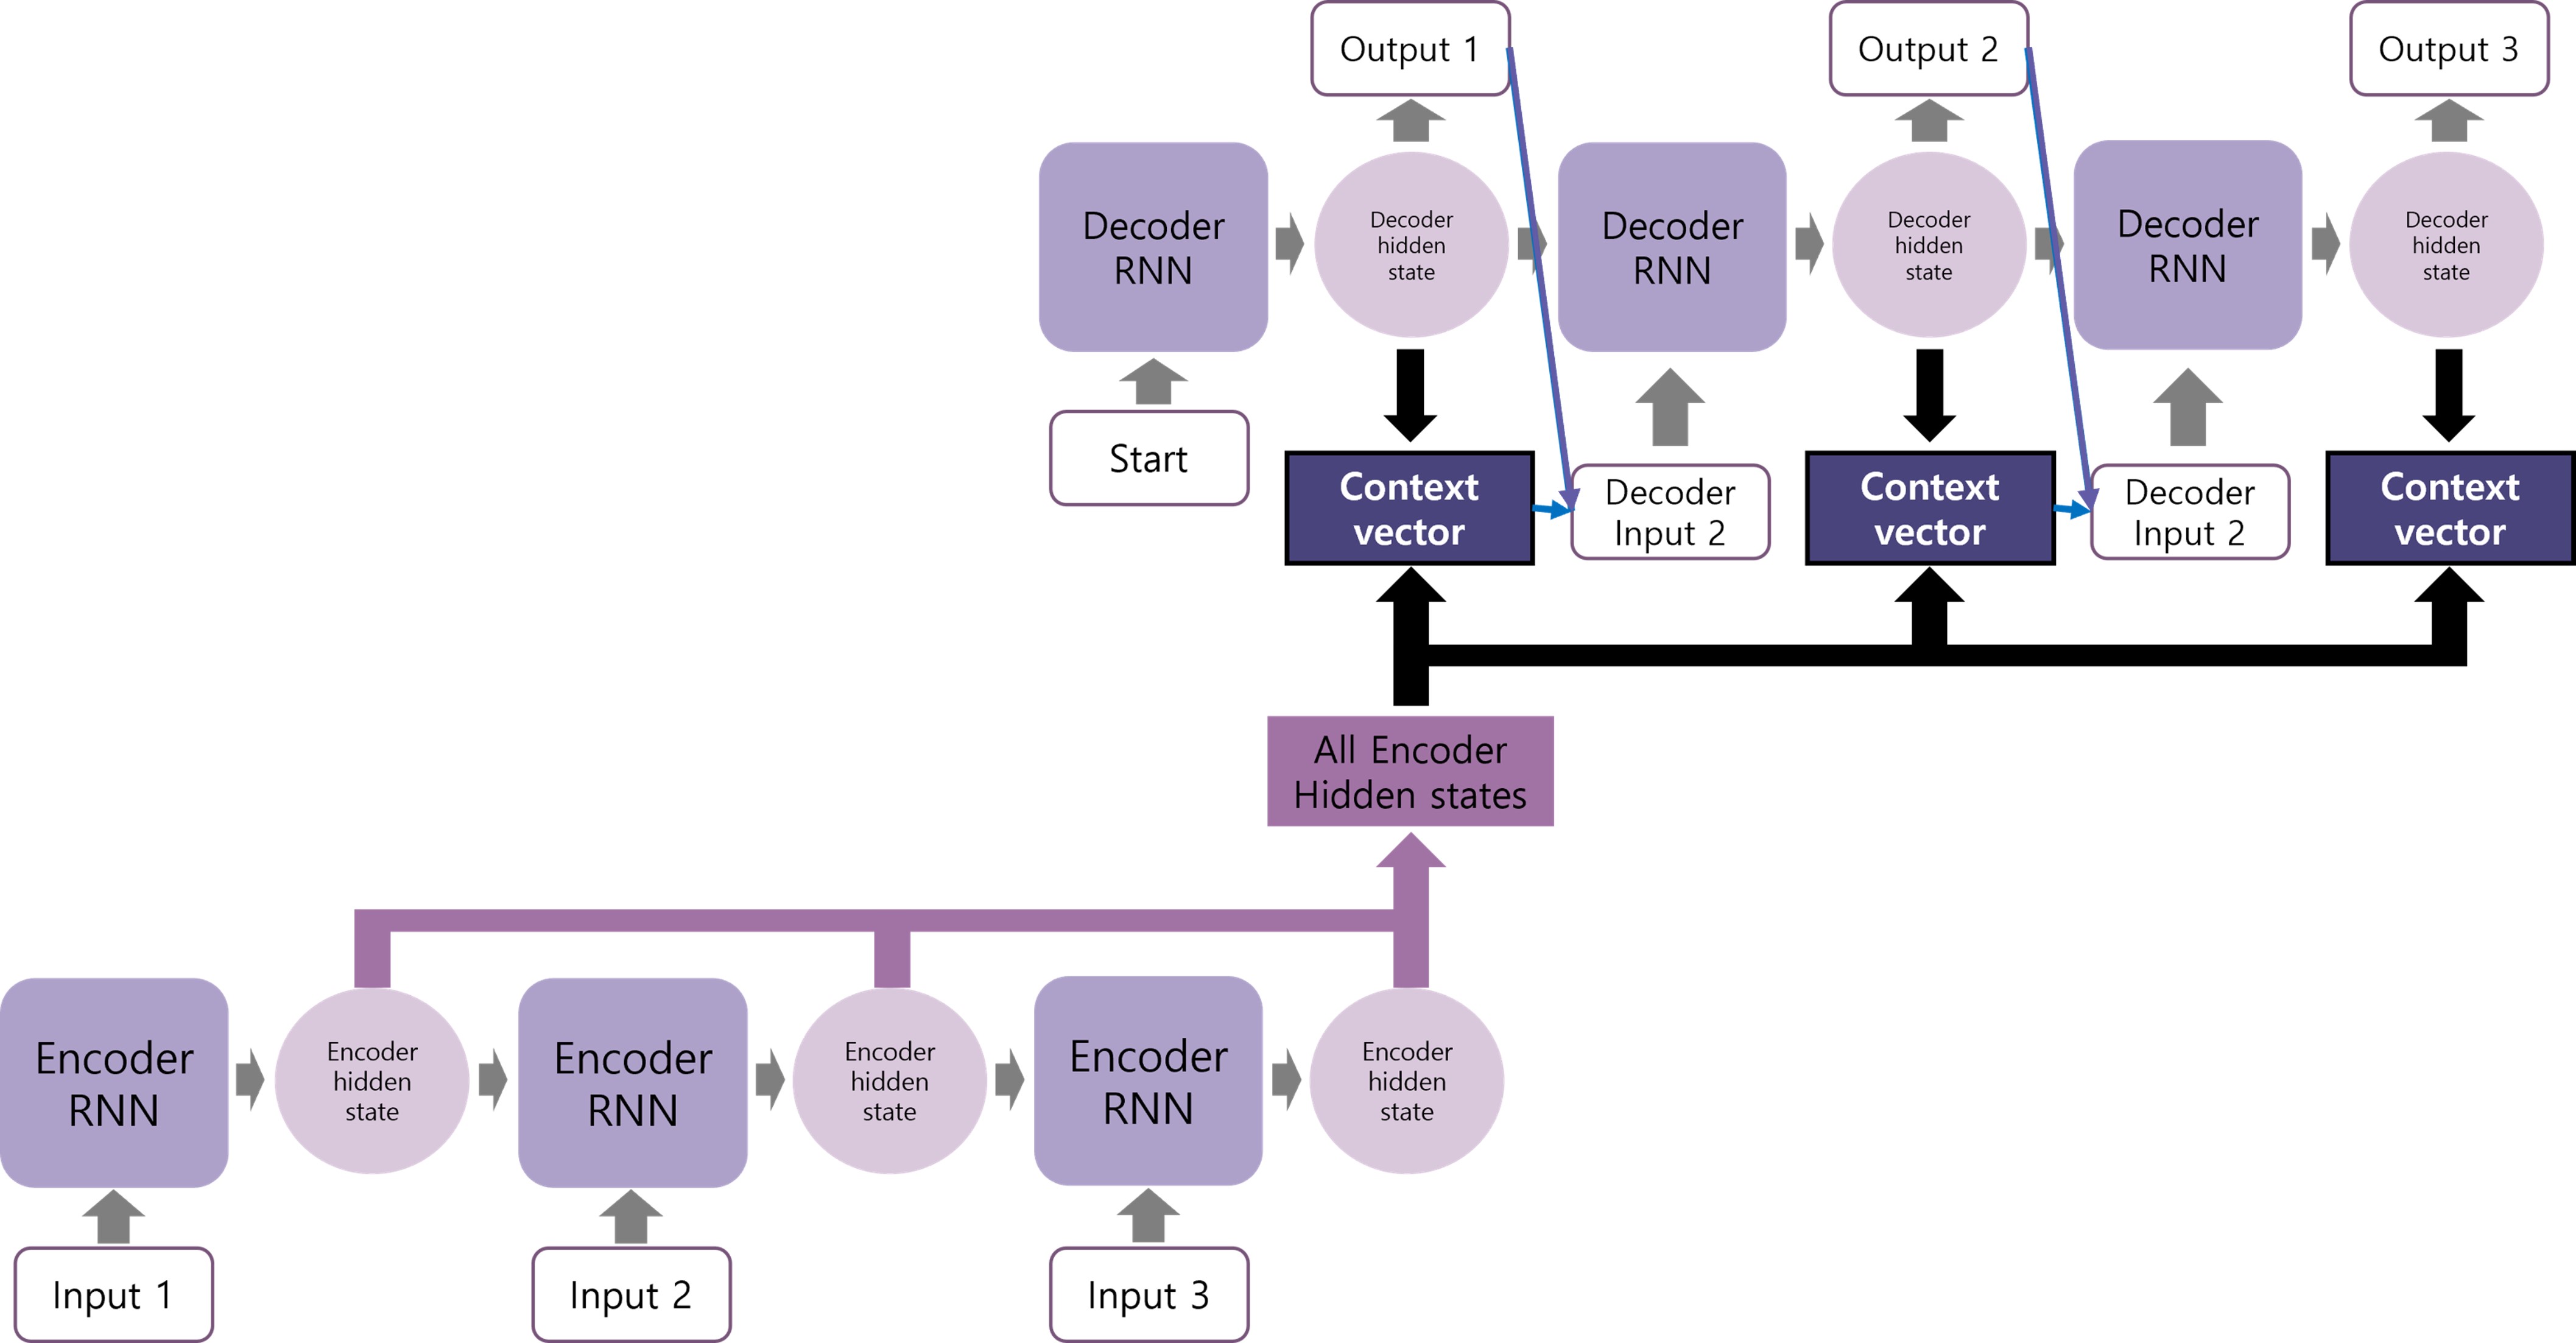 Output 1
Output 2
Output 3
Decoder
RNN
Decoder
hidden
state
Decoder
RNN
Decoder
hidden
state
Decoder
RNN
Decoder
hidden
state
Start
Context
vector
Decoder
Input 2
Context
vector
Decoder
Input 2
Context
vector
All Encoder
Hidden states
Encoder
RNN
Encoder
hidden
state
Encoder
RNN
Encoder
hidden
state
Encoder
RNN
Encoder
hidden
state
Input 1
Input 2
Input 3